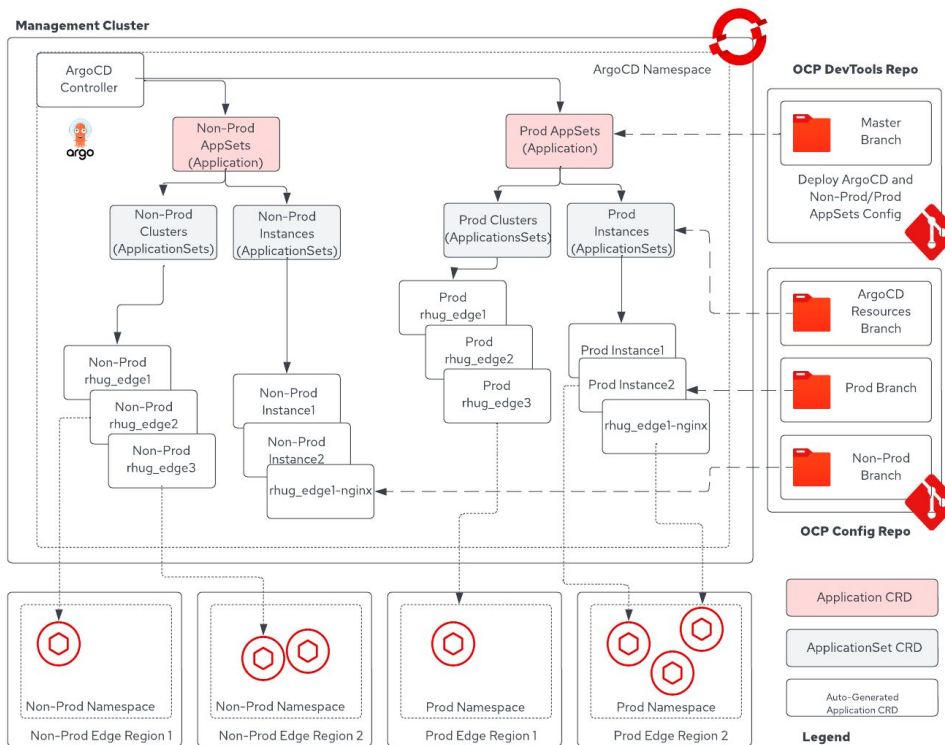 Management Cluster
ArgoCD
Controller
ArgoCD Namespace
argo
Non-Prod
AppSets
(Application)
Prod AppSets
(Application)
Non-Prod
Clusters
(ApplicationSets)
Non-Prod
Instances
(ApplicationSets)
Prod Clusters
(ApplicationsSets)
Prod
Instances
(ApplicationSets)
Non-Prod
rhug_edge1
Non-Prod
rhug_edge2
Non-Prod
rhug_edge3
Non-Prod
Instance1
Non-Prod
Instance2
rhug_edge1-nginx
Prod
rhug_edge1
Prod
rhug_edge2
Prod
rhug_edge3
Prod Instance1
Prod Instance2
rhug_edge1-nginx
OCP DevTools Repo
Master
Branch
Deploy ArgoCD and
Non-Prod/Prod
AppSets Config
ArgoCD
Resources
Branch
Prod Branch
Non-Prod
Branch
OCP Config Repo
Non-Prod Namespace
Non-Prod Edge Region 1
Non-Prod Namespace
Non-Prod Edge Region 2
Prod Namespace
Prod Edge Region 1
Prod Namespace
Prod Edge Region 2
Application CRD
ApplicationSet CRD
Auto-Generated
Application CRD
Legend